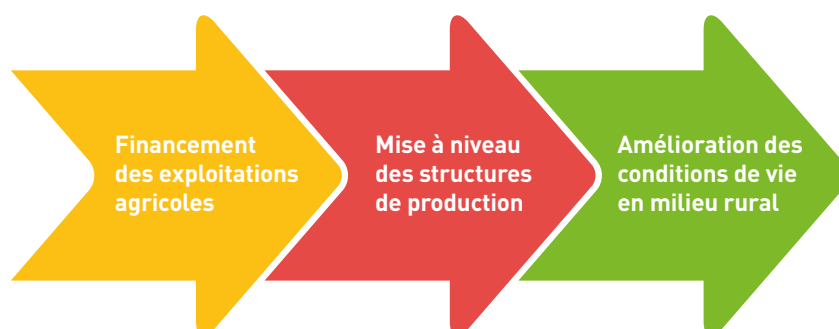 Financement
des exploitations
agricoles
Mise à niveau
des structures
de production
Amélioration des
conditions de vie
en milieu rural